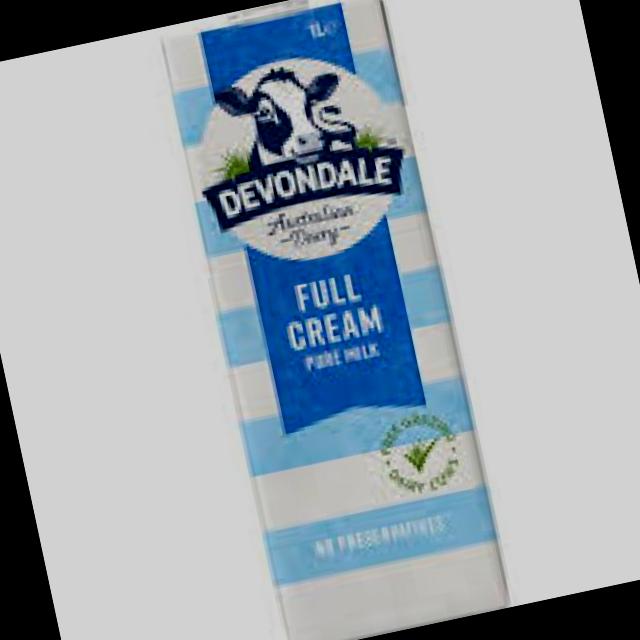 1L
DEVONDALE
Australian
Dairy
FULL
CREAM
PURE MILK
NO PRESERVATIVES